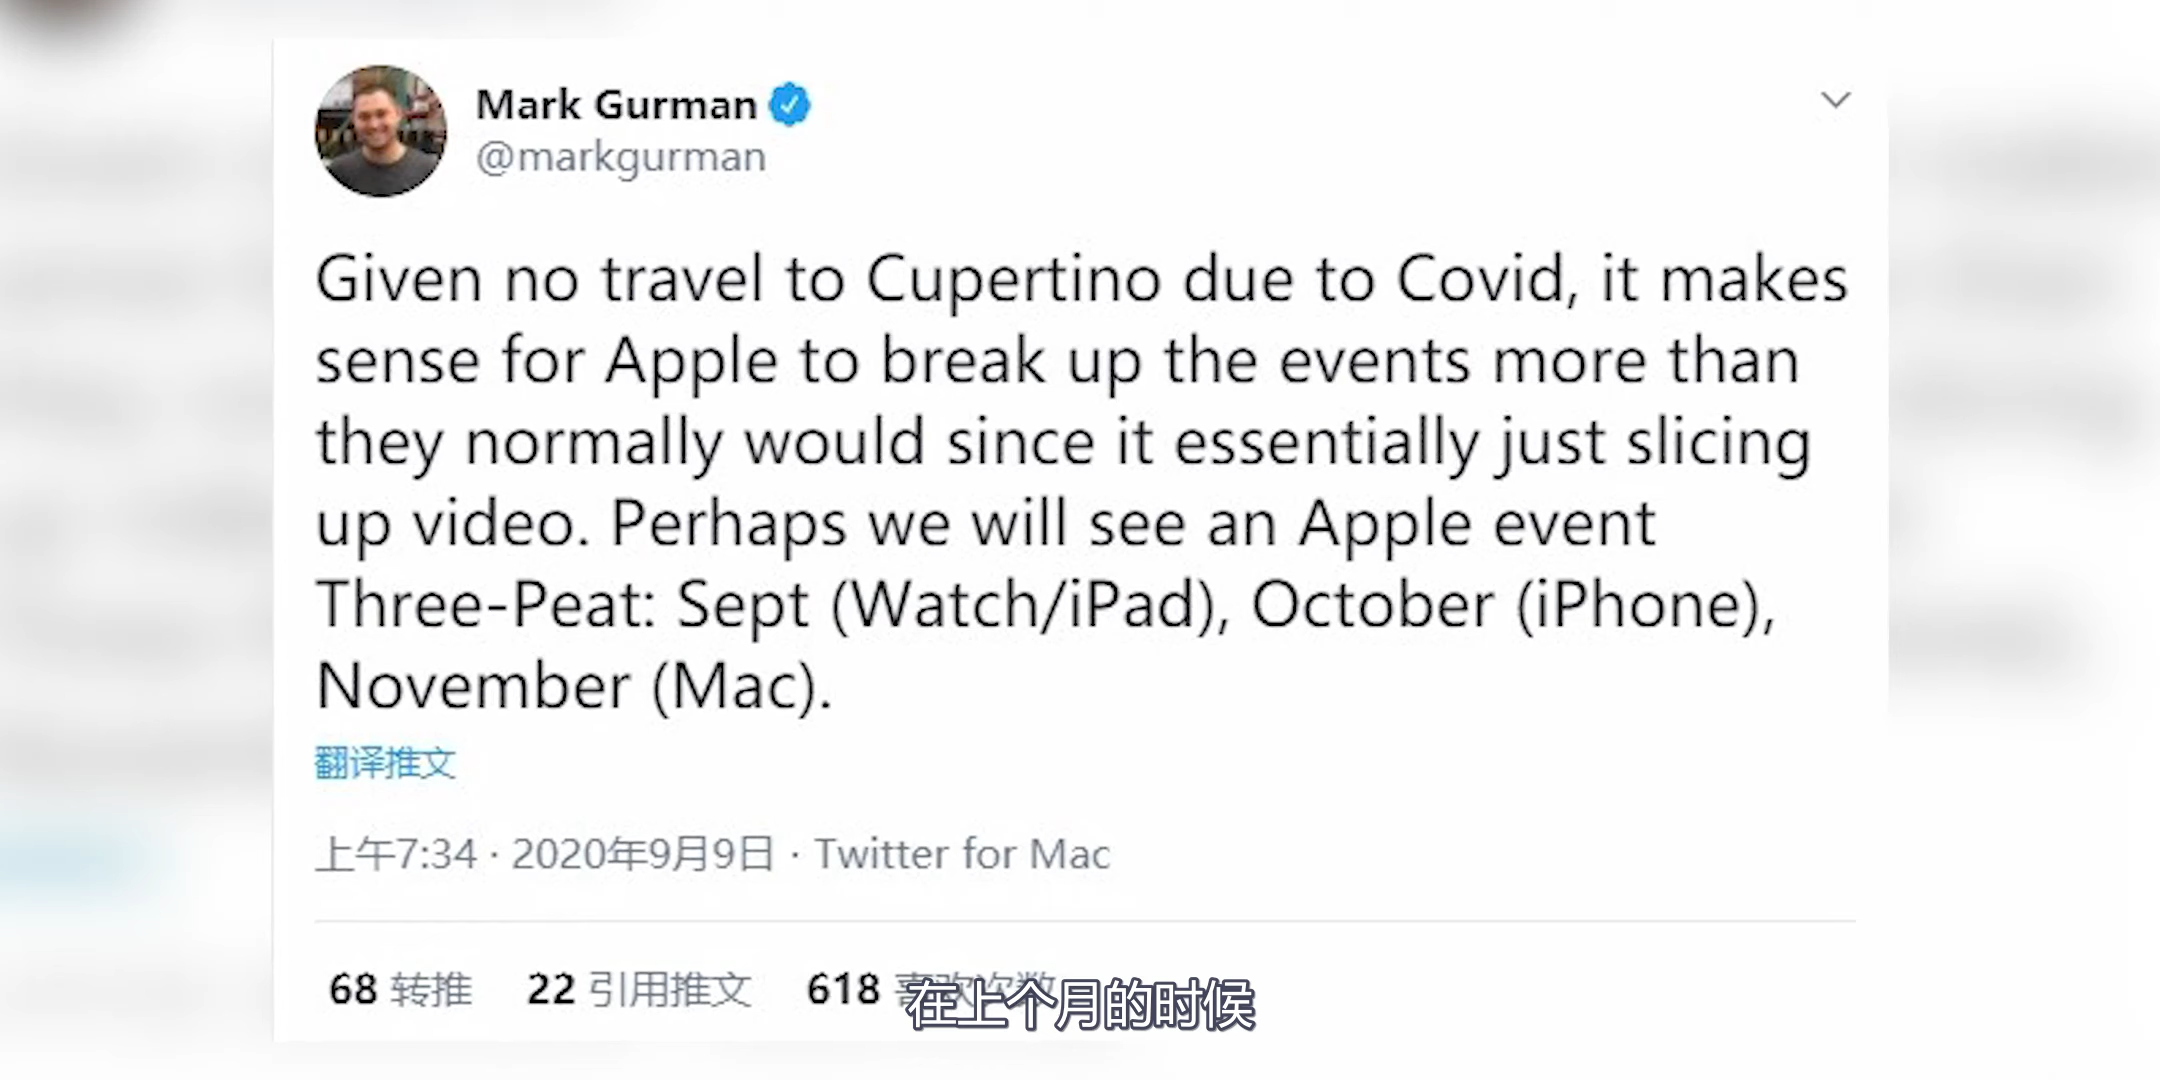 Mark Gurman
@markgurman
Given no travel to Cupertino due to Covid, it makes
sense for Apple to break up the events more than
they normally would since it essentially just slicing
up video. Perhaps we will see an Apple event
Three-Peat: Sept (Watch/iPad), October (iPhone),
November (Mac).
翻译推文
上午7:34 · 2020年9月9日 · Twitter for Mac
68 转推 22 引用推文 618 喜欢次数
在上个月的时候